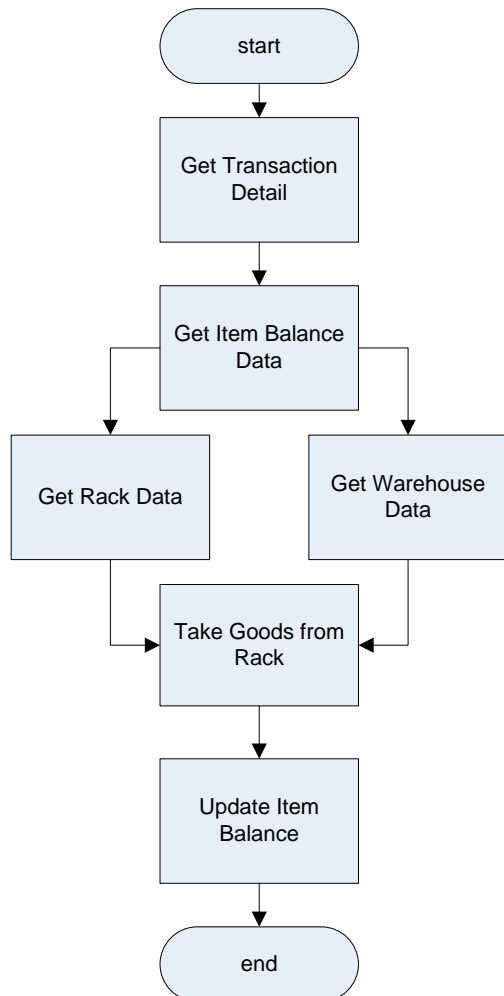 start
Get Transaction
Detail
Get Item Balance
Data
Get Rack Data
Get Warehouse
Data
Take Goods from
Rack
Update Item
Balance
end